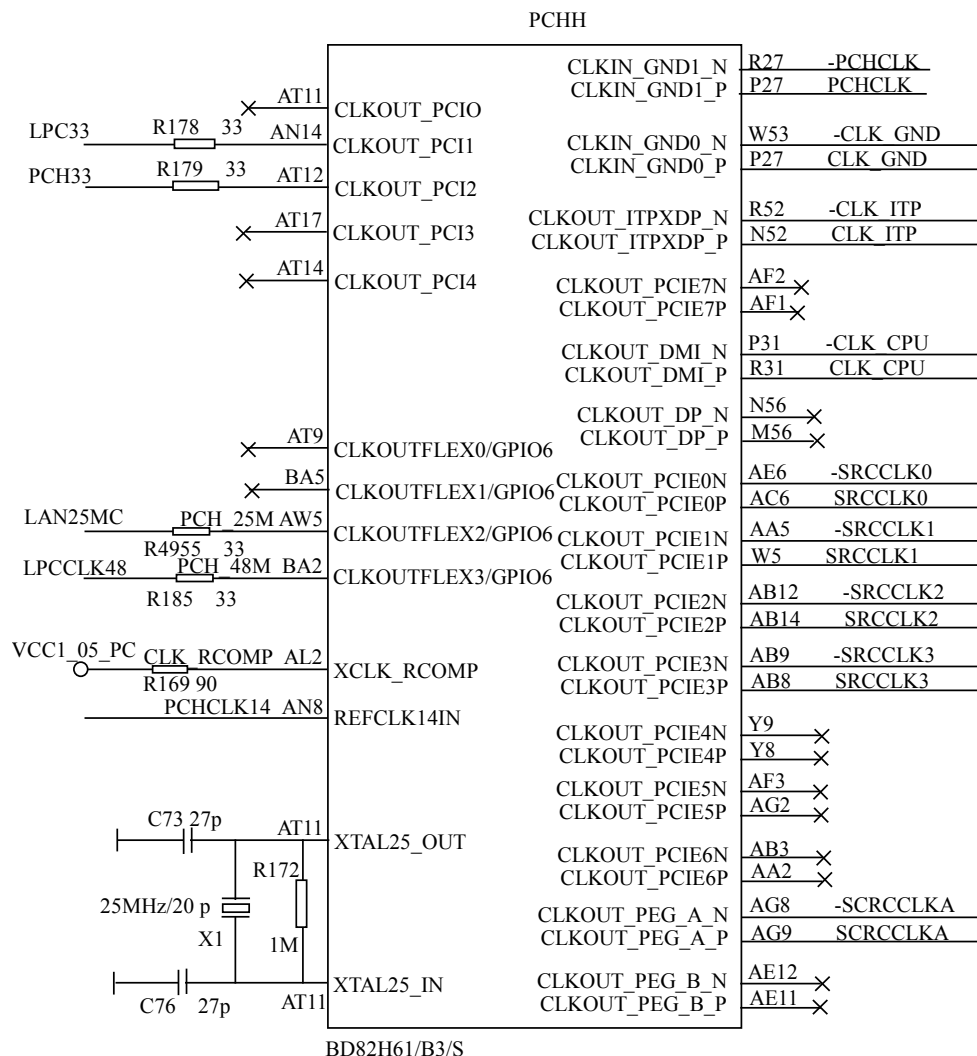 PCHH
R27 -PCHCLK
CLKIN_GND1_N
P27 PCHCLK
CLKIN_GND1_P
AT11
CLKOUT_PCIO
LPC33 R178 33 AN14
CLKOUT_PCI1
W53 -CLK_GND
CLKIN_GND0_N
P27 CLK_GND
CLKIN_GND0_P
PCH33 R179 33 AT12
CLKOUT_PCI2
R52 -CLK_ITP
CLKOUT_ITPXDP_N
N52 CLK_ITP
CLKOUT_ITPXDP_P
AT17
CLKOUT_PCI3
AT14
CLKOUT_PCI4
AF2
CLKOUT_PCIE7N
AF1
CLKOUT_PCIE7P
P31 -CLK_CPU
CLKOUT_DMI_N
R31 CLK_CPU
CLKOUT_DMI_P
N56
CLKOUT_DP_N
M56
CLKOUT_DP_P
AT9
CLKOUTFLEX0/GPIO6
BA5
CLKOUTFLEX1/GPIO6
AE6 -SRCCLK0
CLKOUT_PCIE0N
AC6 SRCCLK0
CLKOUT_PCIE0P
LAN25MC PCH_25M AW5
CLKOUTFLEX2/GPIO6
R4955 33
AA5 -SRCCLK1
CLKOUT_PCIE1N
W5 SRCCLK1
CLKOUT_PCIE1P
LPCCLK48 PCH_48M BA2
CLKOUTFLEX3/GPIO6
R185 33
AB12 -SRCCLK2
CLKOUT_PCIE2N
AB14 SRCCLK2
CLKOUT_PCIE2P
VCC1_05_PC CLK_RCOMP AL2
XCLK_RCOMP
R169 90
AB9 -SRCCLK3
CLKOUT_PCIE3N
AB8 SRCCLK3
CLKOUT_PCIE3P
PCHCLK14 AN8
REFCLK14IN
Y9
CLKOUT_PCIE4N
Y8
CLKOUT_PCIE4P
AF3
CLKOUT_PCIE5N
AG2
CLKOUT_PCIE5P
C73 27p AT11
XTAL25_OUT
AB3
CLKOUT_PCIE6N
AA2
CLKOUT_PCIE6P
R172
25MHz/20 p
X1 1M
AG8 -SCRCCLKA
CLKOUT_PEG_A_N
AG9 SCRCCLKA
CLKOUT_PEG_A_P
XTAL25_IN
C76 27p AT11
AE12
CLKOUT_PEG_B_N
AE11
CLKOUT_PEG_B_P
BD82H61/B3/S